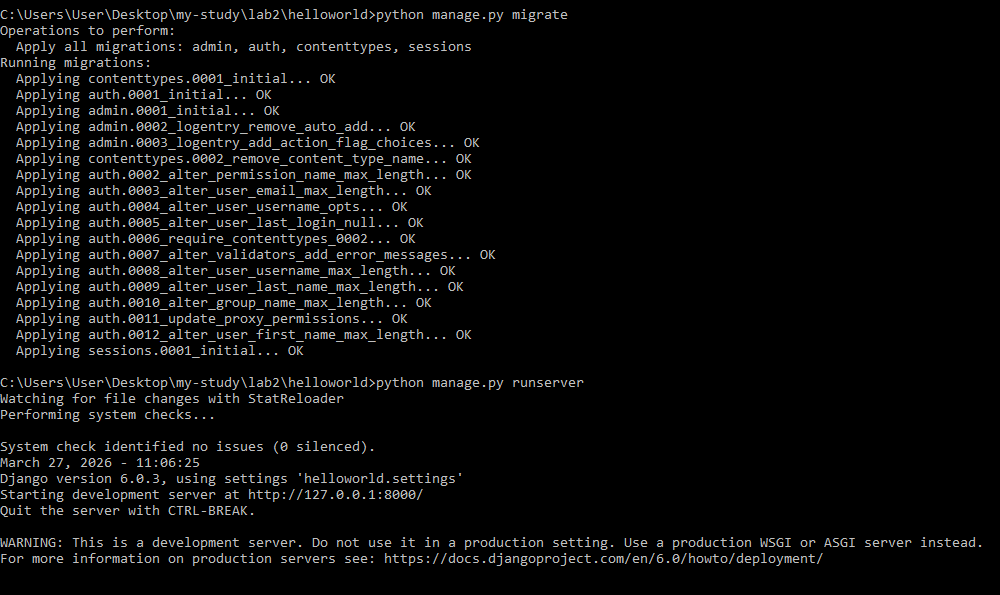 C:\Users\User\Desktop\my-study\lab2\helloworld>python manage.py migrate
Operations to perform:
  Apply all migrations: admin, auth, contenttypes, sessions
Running migrations:
  Applying contenttypes.0001_initial... OK
  Applying auth.0001_initial... OK
  Applying admin.0001_initial... OK
  Applying admin.0002_logentry_remove_auto_add... OK
  Applying admin.0003_logentry_add_action_flag_choices... OK
  Applying contenttypes.0002_remove_content_type_name... OK
  Applying auth.0002_alter_permission_name_max_length... OK
  Applying auth.0003_alter_user_email_max_length... OK
  Applying auth.0004_alter_user_username_opts... OK
  Applying auth.0005_alter_user_last_login_null... OK
  Applying auth.0006_require_contenttypes_0002... OK
  Applying auth.0007_alter_validators_add_error_messages... OK
  Applying auth.0008_alter_user_username_max_length... OK
  Applying auth.0009_alter_user_last_name_max_length... OK
  Applying auth.0010_alter_group_name_max_length... OK
  Applying auth.0011_update_proxy_permissions... OK
  Applying auth.0012_alter_user_first_name_max_length... OK
  Applying sessions.0001_initial... OK
C:\Users\User\Desktop\my-study\lab2\helloworld>python manage.py runserver
Watching for file changes with StatReloader
Performing system checks...
System check identified no issues (0 silenced).
March 27, 2026 - 11:06:25
Django version 6.0.3, using settings 'helloworld.settings'
Starting development server at http://127.0.0.1:8000/
Quit the server with CTRL-BREAK.
WARNING: This is a development server. Do not use it in a production setting. Use a production WSGI or ASGI server instead.
For more information on production servers see: https://docs.djangoproject.com/en/6.0/howto/deployment/